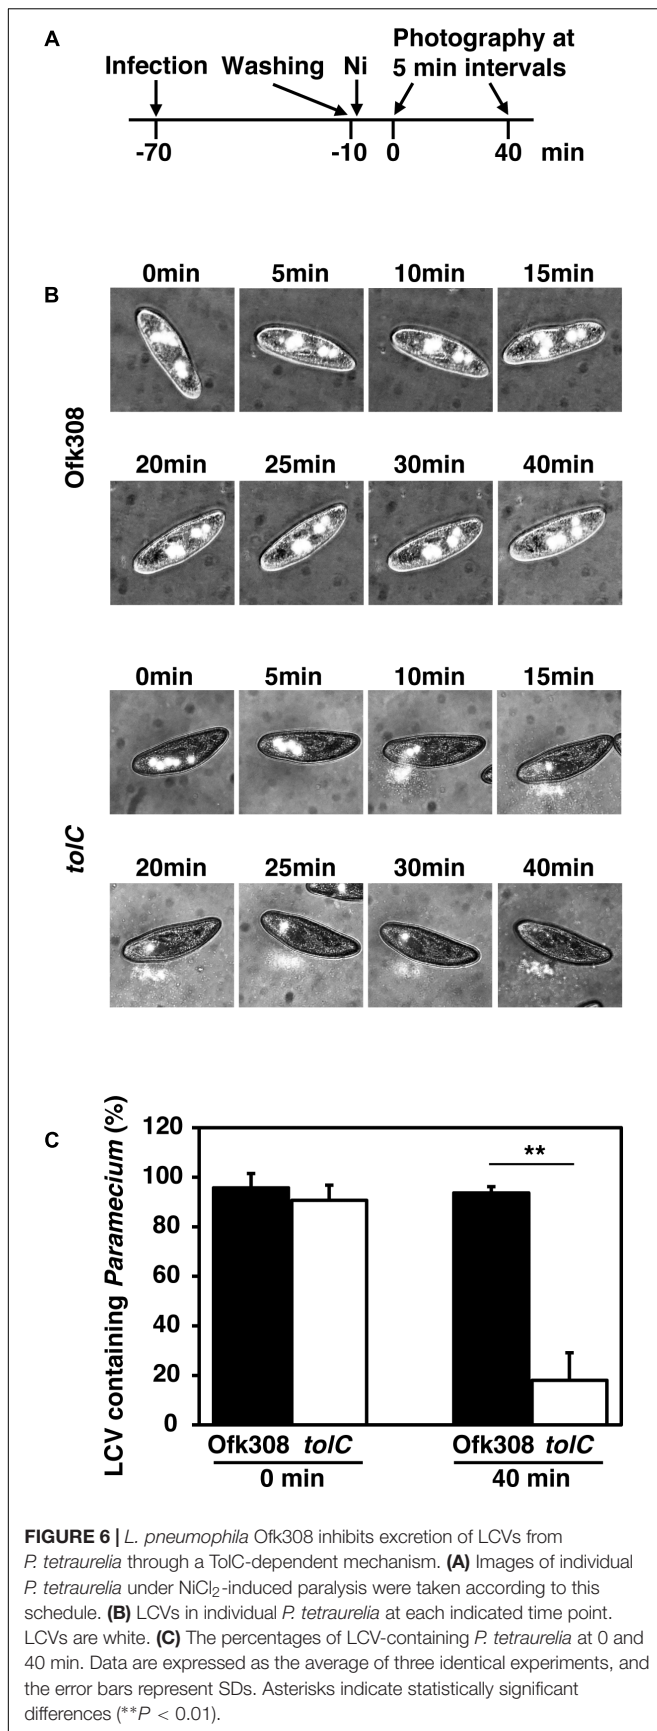 A
Photography at
Infection Washing Ni 5 min intervals
-70 -10 0 40 min
B
0min 5min 10min 15min
Ofk308
20min 25min 30min 40min
0min 5min 10min 15min
tolC
20min 25min 30min 40min
C
LCV containing Paramecium (%)
120
100
80
60
40
20
0
**
Ofk308 tolC Ofk308 tolC
0 min 40 min
FIGURE 6 | L. pneumophila Ofk308 inhibits excretion of LCVs from
P. tetraurelia through a TolC-dependent mechanism. (A) Images of individual
P. tetraurelia under NiCl2-induced paralysis were taken according to this
schedule. (B) LCVs in individual P. tetraurelia at each indicated time point.
LCVs are white. (C) The percentages of LCV-containing P. tetraurelia at 0 and
40 min. Data are expressed as the average of three identical experiments, and
the error bars represent SDs. Asterisks indicate statistically significant
differences (**P < 0.01).